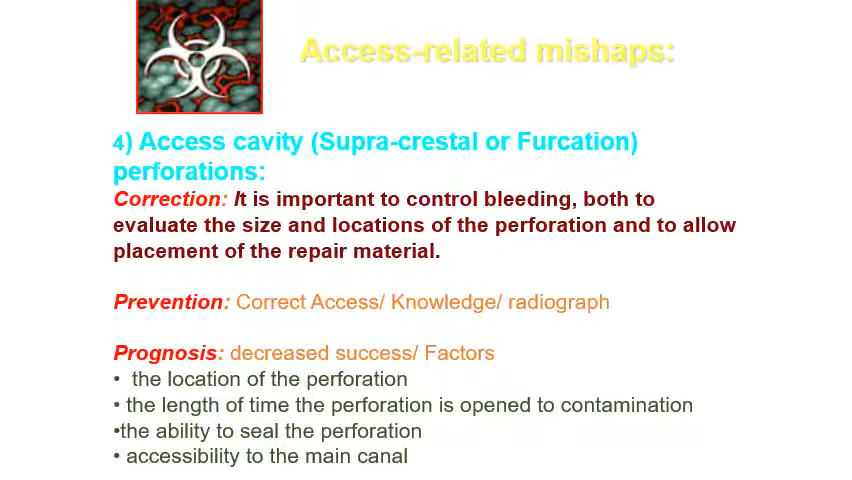 Access-related mishaps:
4) Access cavity (Supra-crestal or Furcation)
perforations:
Correction: It is important to control bleeding, both to
evaluate the size and locations of the perforation and to allow
placement of the repair material.
Prevention: Correct Access/ Knowledge/ radiograph
Prognosis: decreased success/ Factors
• the location of the perforation
• the length of time the perforation is opened to contamination
•the ability to seal the perforation
• accessibility to the main canal